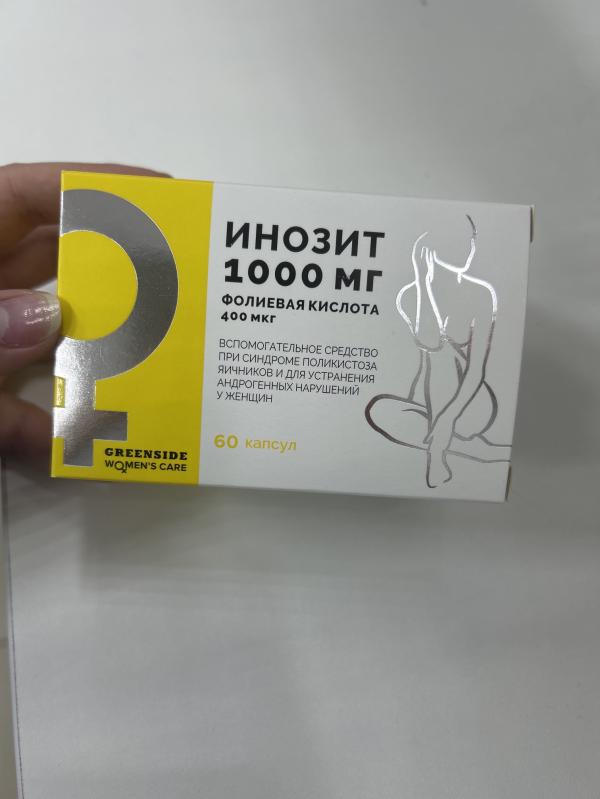 ИНОЗИТ
1000 МГ
ФОЛИЕВАЯ КИСЛОТА
400 МКГ
ВСПОМОГАТЕЛЬНОЕ СРЕДСТВО
ПРИ СИНДРОМЕ ПОЛИКИСТОЗА
ЯИЧНИКОВ И ДЛЯ УСТРАНЕНИЯ
АНДРОГЕННЫХ НАРУШЕНИЙ
У ЖЕНЩИН
60 капсул
GREENSIDE
WOMEN'S CARE